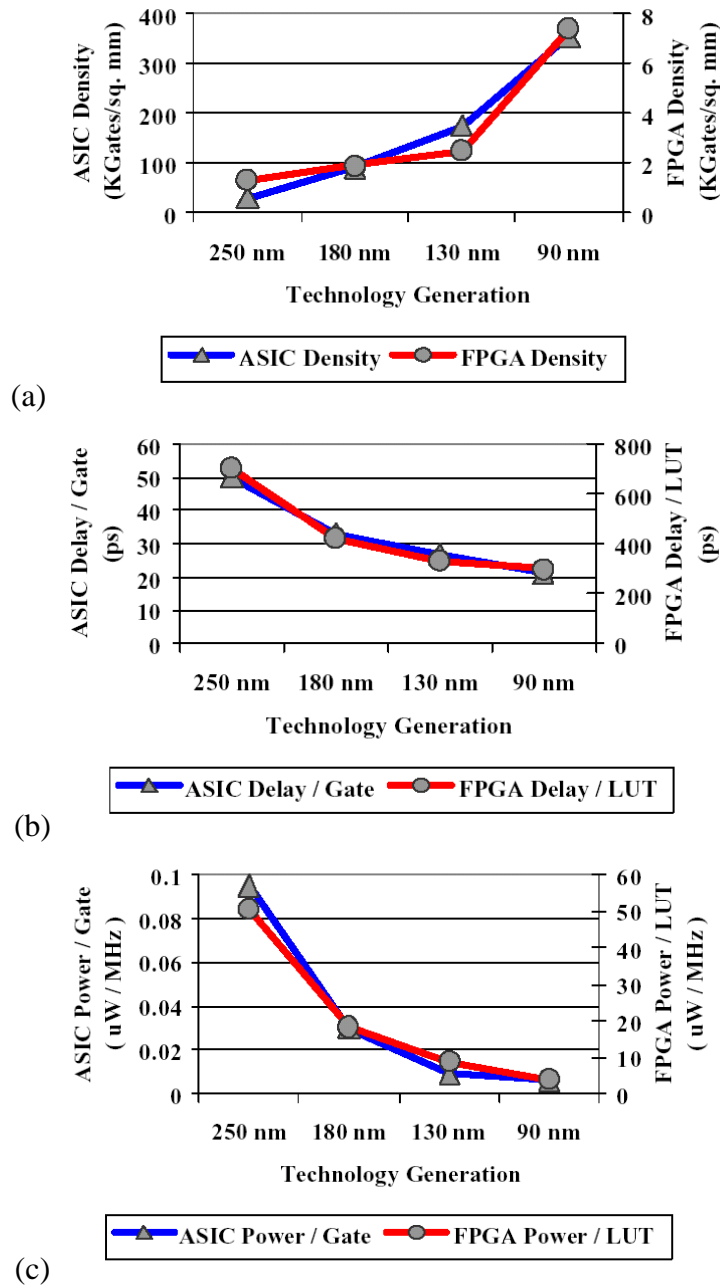 ASIC Density
(KGates/sq. mm)
400
300
200
100
0
8
6
4
2
0
FPGA Density
(KGates/sq. mm)
250 nm 180 nm 130 nm 90 nm
Technology Generation
ASIC Density FPGA Density
(a)
ASIC Delay / Gate
(ps)
60
50
40
30
20
10
0
800
600
400
200
0
FPGA Delay / LUT
(ps)
250 nm 180 nm 130 nm 90 nm
Technology Generation
ASIC Delay / Gate FPGA Delay / LUT
(b)
ASIC Power / Gate
( uW / MHz )
0.1
0.08
0.06
0.04
0.02
0
60
50
40
30
20
10
0
FPGA Power / LUT
( uW / MHz )
250 nm 180 nm 130 nm 90 nm
Technology Generation
ASIC Power / Gate FPGA Power / LUT
(c)